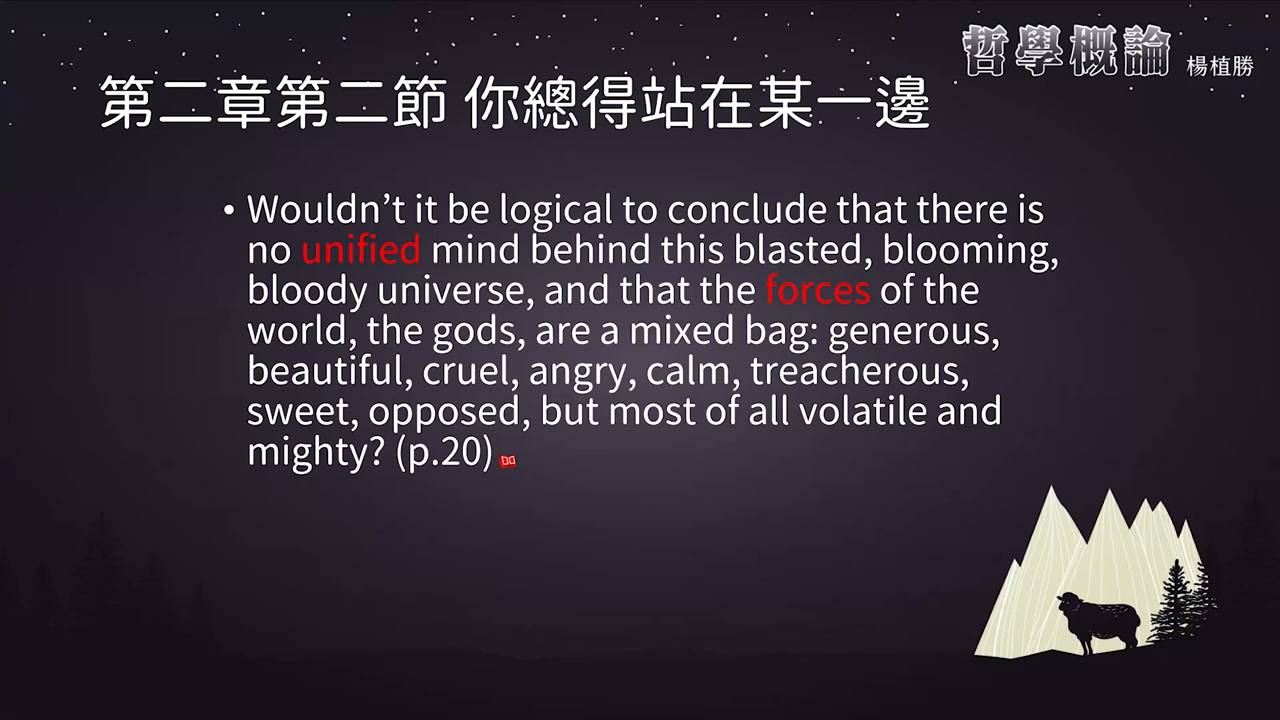 哲學概論 楊植勝
第二章第二節 你總得站在某一邊
• Wouldn’t it be logical to conclude that there is
no unified mind behind this blasted, blooming,
bloody universe, and that the forces of the
world, the gods, are a mixed bag: generous,
beautiful, cruel, angry, calm, treacherous,
sweet, opposed, but most of all volatile and
mighty? (p.20)